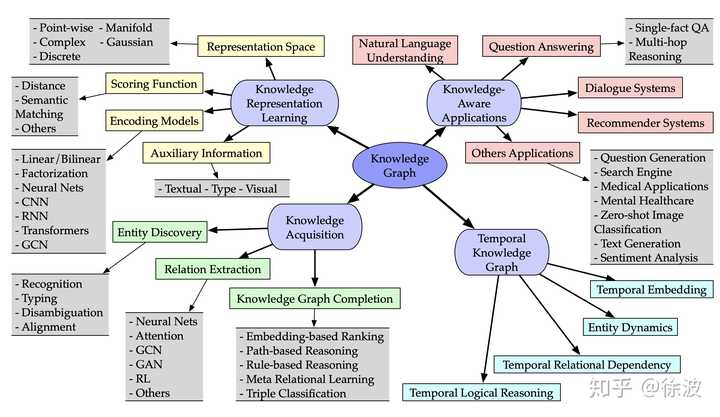 - Point-wise - Manifold
- Complex - Gaussian
- Discrete
Representation Space
Scoring Function
- Distance
- Semantic
Matching
- Others
Encoding Models
- Linear/Bilinear
- Factorization
- Neural Nets
- CNN
- RNN
- Transformers
- GCN
Auxiliary Information
- Textual - Type - Visual
Knowledge
Representation
Learning
Natural Language
Understanding
Question Answering
- Single-fact QA
- Multi-hop
Reasoning
Knowledge-
Aware
Applications
Dialogue Systems
Recommender Systems
Others Applications
- Question Generation
- Search Engine
- Medical Applications
- Mental Healthcare
- Zero-shot Image
Classification
- Text Generation
- Sentiment Analysis
Knowledge
Graph
Knowledge
Acquisition
Entity Discovery
- Recognition
- Typing
- Disambiguation
- Alignment
Relation Extraction
- Neural Nets
- Attention
- GCN
- GAN
- RL
- Others
Knowledge Graph Completion
- Embedding-based Ranking
- Path-based Reasoning
- Rule-based Reasoning
- Meta Relational Learning
- Triple Classification
Temporal
Knowledge
Graph
Temporal Embedding
Entity Dynamics
Temporal Relational Dependency
Temporal Logical Reasoning
知乎 @徐波